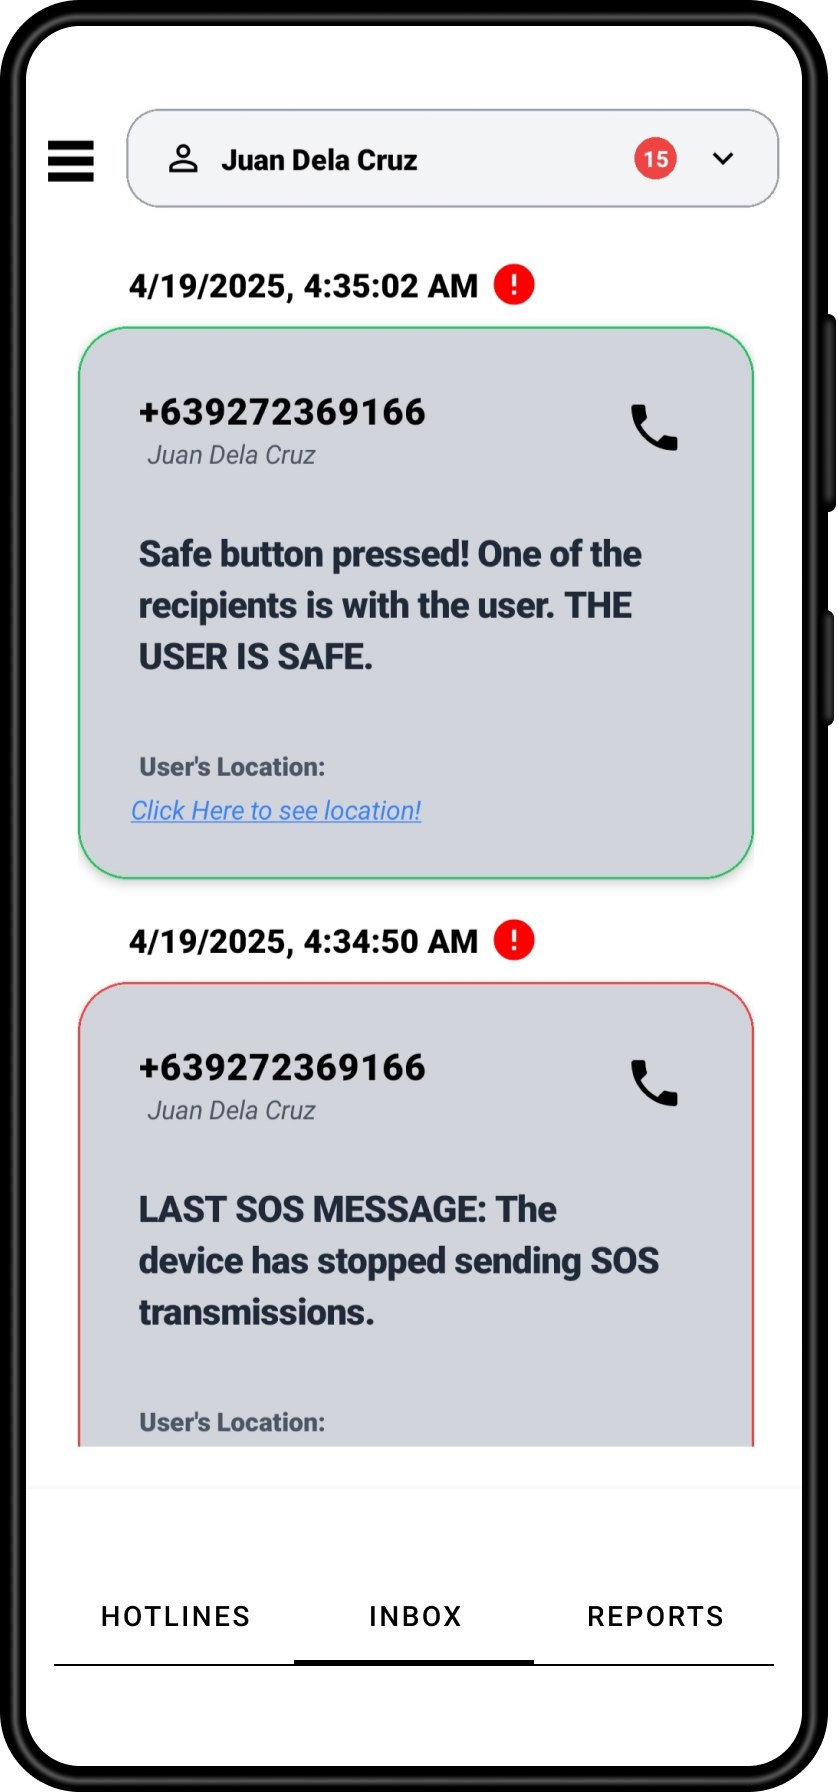 Juan Dela Cruz 15
4/19/2025, 4:35:02 AM !
+639272369166
Juan Dela Cruz
Safe button pressed! One of the
recipients is with the user. THE
USER IS SAFE.
User's Location:
Click Here to see location!
4/19/2025, 4:34:50 AM !
+639272369166
Juan Dela Cruz
LAST SOS MESSAGE: The
device has stopped sending SOS
transmissions.
User's Location:
HOTLINES INBOX REPORTS